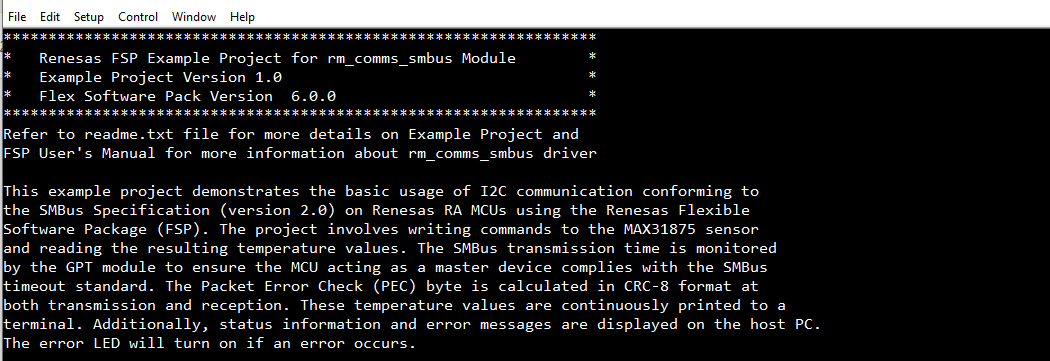 File Edit Setup Control Window Help
******************************************************************
*   Renesas FSP Example Project for rm_comms_smbus Module        *
*   Example Project Version 1.0                                  *
*   Flex Software Pack Version  6.0.0                            *
******************************************************************
Refer to readme.txt file for more details on Example Project and
FSP User's Manual for more information about rm_comms_smbus driver
This example project demonstrates the basic usage of I2C communication conforming to
the SMBus Specification (version 2.0) on Renesas RA MCUs using the Renesas Flexible
Software Package (FSP). The project involves writing commands to the MAX31875 sensor
and reading the resulting temperature values. The SMBus transmission time is monitored
by the GPT module to ensure the MCU acting as a master device complies with the SMBus
timeout standard. The Packet Error Check (PEC) byte is calculated in CRC-8 format at
both transmission and reception. These temperature values are continuously printed to a
terminal. Additionally, status information and error messages are displayed on the host PC.
The error LED will turn on if an error occurs.